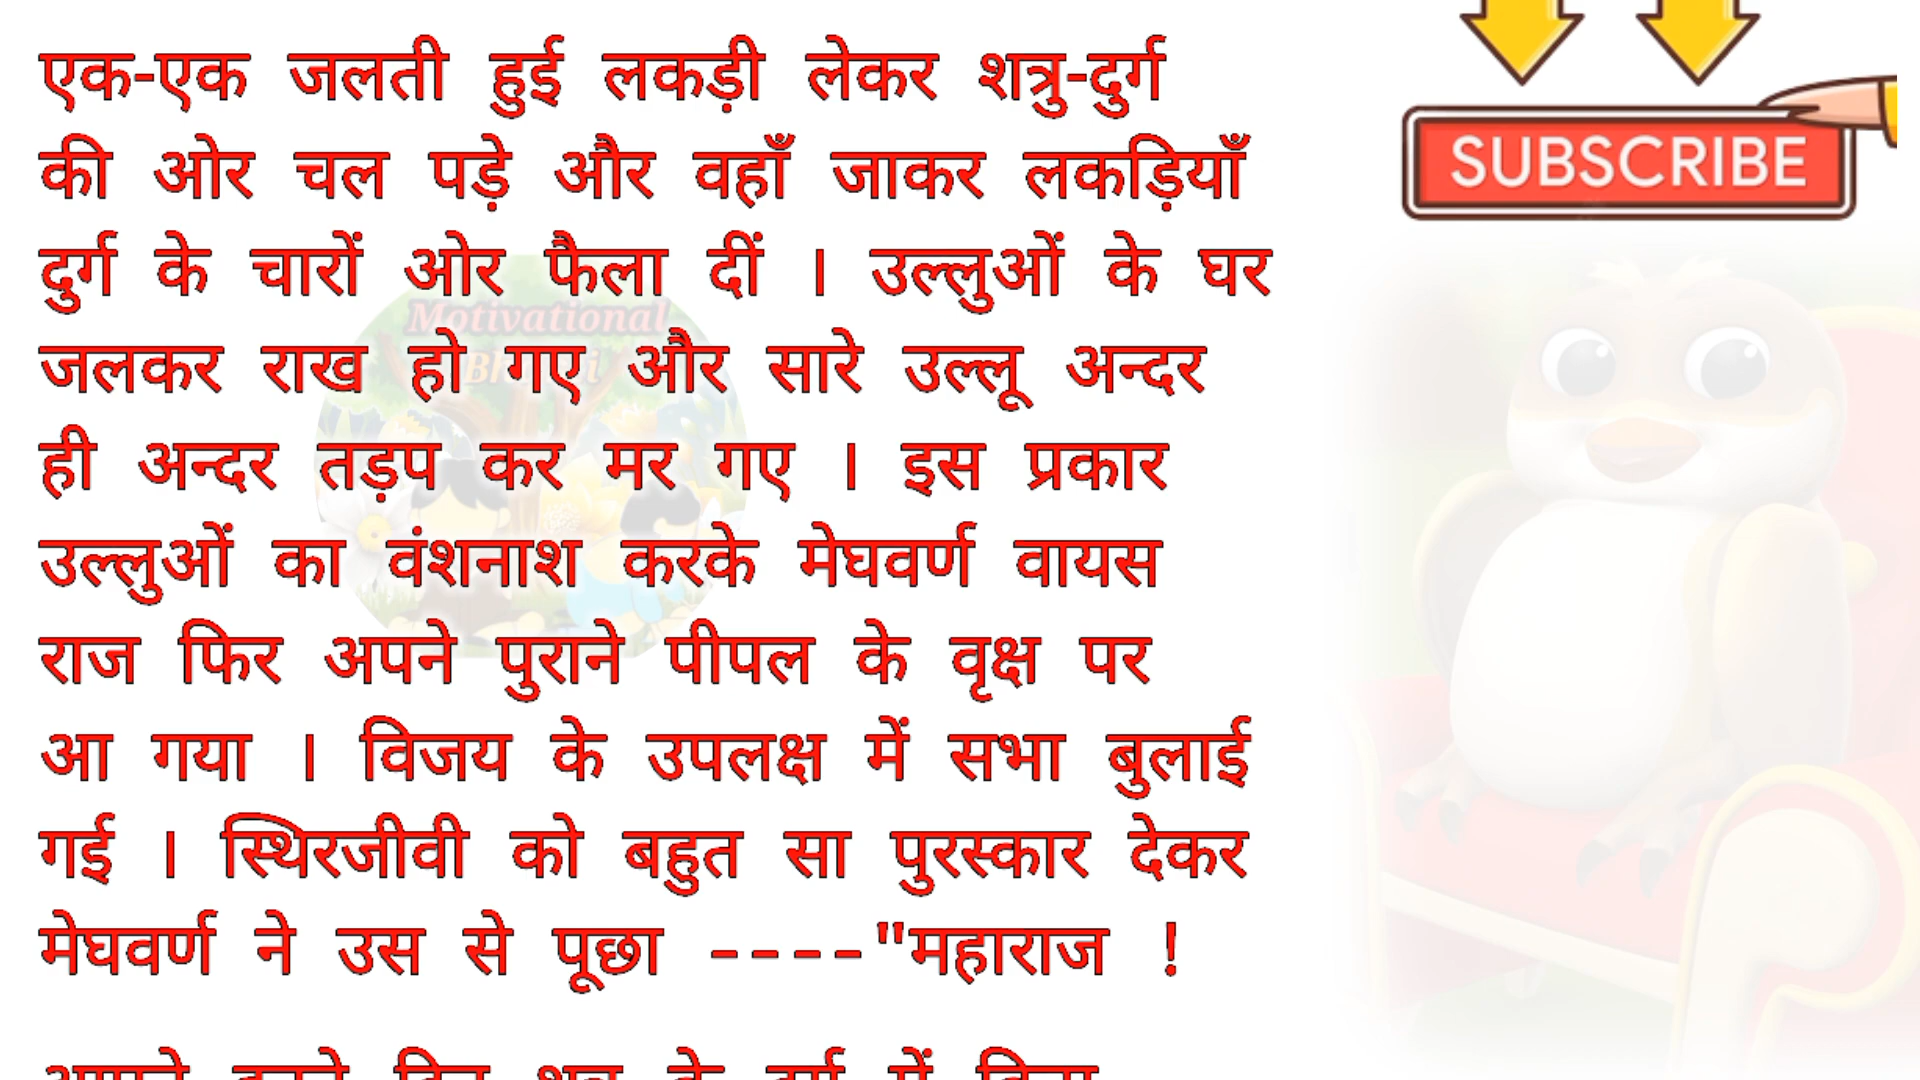 एक-एक जलती हुई लकड़ी लेकर शत्रु-दुर्ग
की ओर चल पड़े और वहाँ जाकर लकड़ियाँ
दुर्ग के चारों ओर फैला दीं । उल्लुओं के घर
जलकर राख हो गए और सारे उल्लू अन्दर
ही अन्दर तड़प कर मर गए । इस प्रकार
उल्लुओं का वंशनाश करके मेघवर्ण वायस
राज फिर अपने पुराने पीपल के वृक्ष पर
आ गया । विजय के उपलक्ष में सभा बुलाई
गई । स्थिरजीवी को बहुत सा पुरस्कार देकर
मेघवर्ण ने उस से पूछा ----"महाराज !
SUBSCRIBE
Motivational